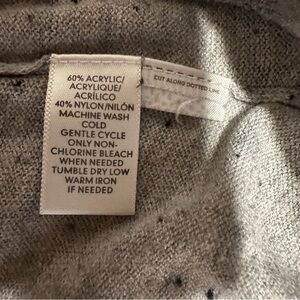 60% ACRYLIC/
ACRYLIQUE/
ACRÍLICO
40% NYLON/NILÓN
MACHINE WASH
COLD
GENTLE CYCLE
ONLY NON-
CHLORINE BLEACH
WHEN NEEDED
TUMBLE DRY LOW
WARM IRON
IF NEEDED
CUT ALONG DOTTED LINE